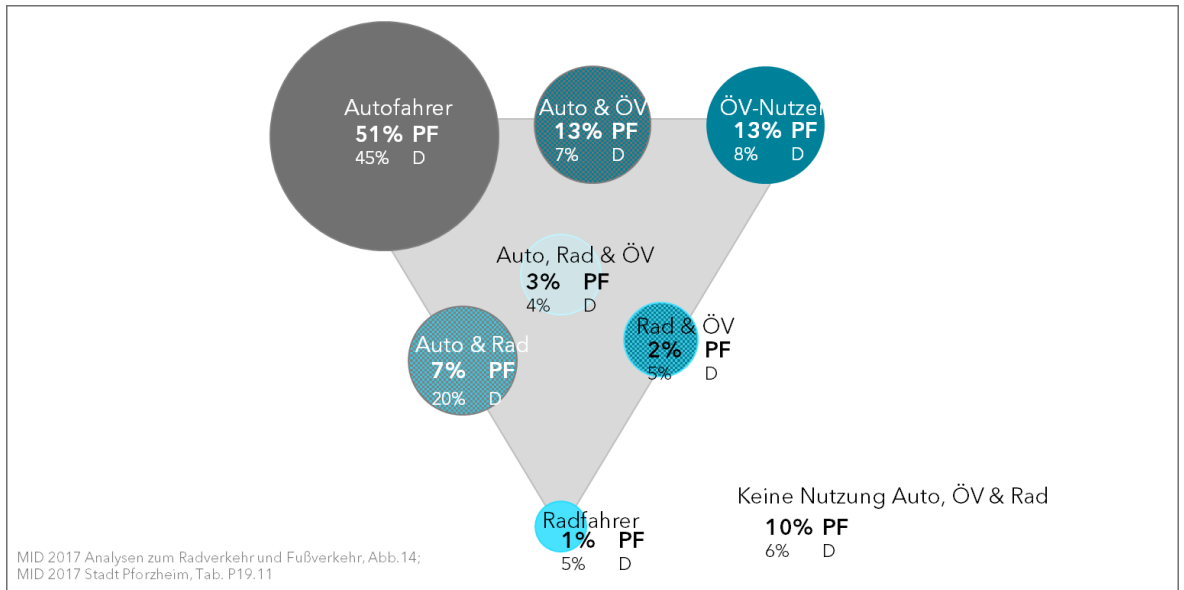 Autofahrer
51% PF
45% D
Auto & ÖV
13% PF
7% D
ÖV-Nutzer
13% PF
8% D
Auto, Rad & ÖV
3% PF
4% D
Rad & ÖV
2% PF
5% D
Auto & Rad
7% PF
20% D
Radfahrer
1% PF
5% D
Keine Nutzung Auto, ÖV & Rad
10% PF
6% D
MID 2017 Analysen zum Radverkehr und Fußverkehr, Abb.14;
MID 2017 Stadt Pforzheim, Tab. P19.11